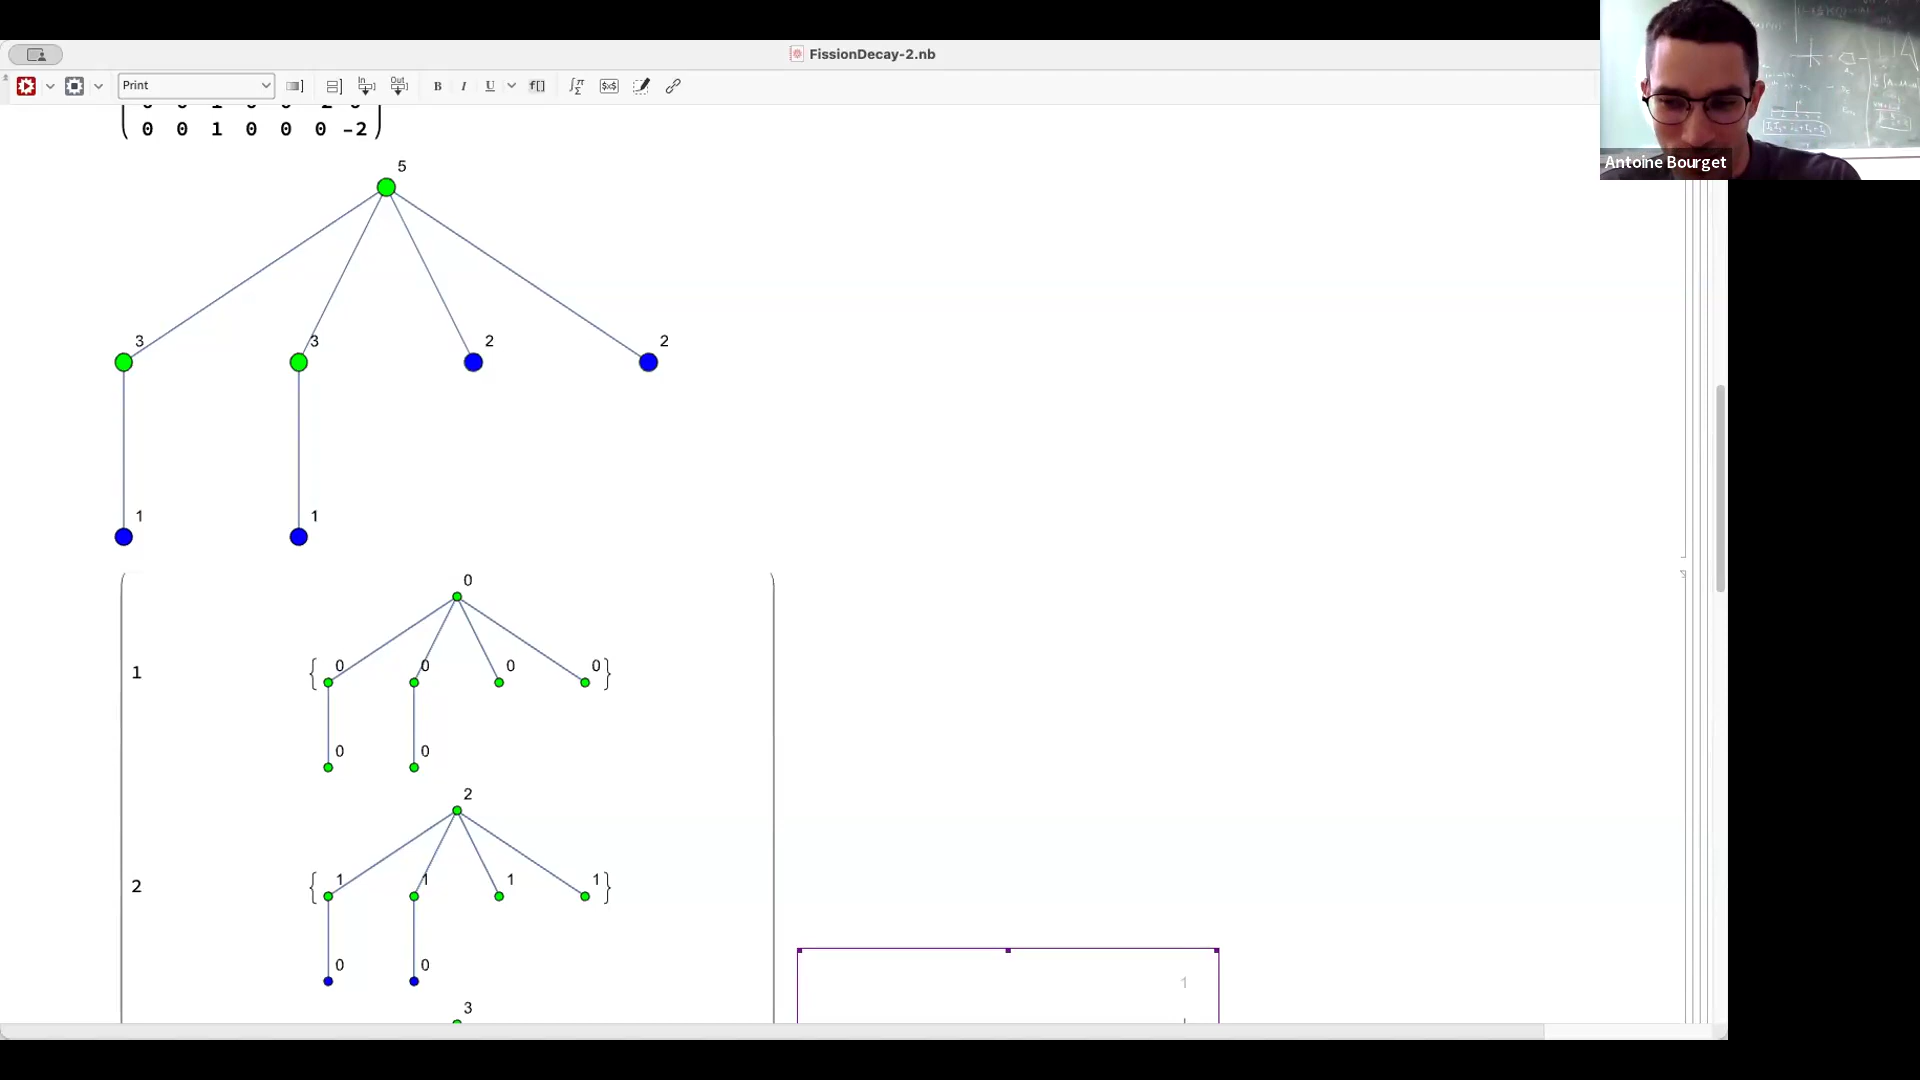 FissionDecay-2.nb
Print
In
Out
B I U f[]
0 0 1 0 0 0 -2
5
3 3 2 2
1 1
0
1 { 0 0 0 0 }
0 0
2
2 { 1 1 1 1 }
0 0
3
1
Antoine Bourget